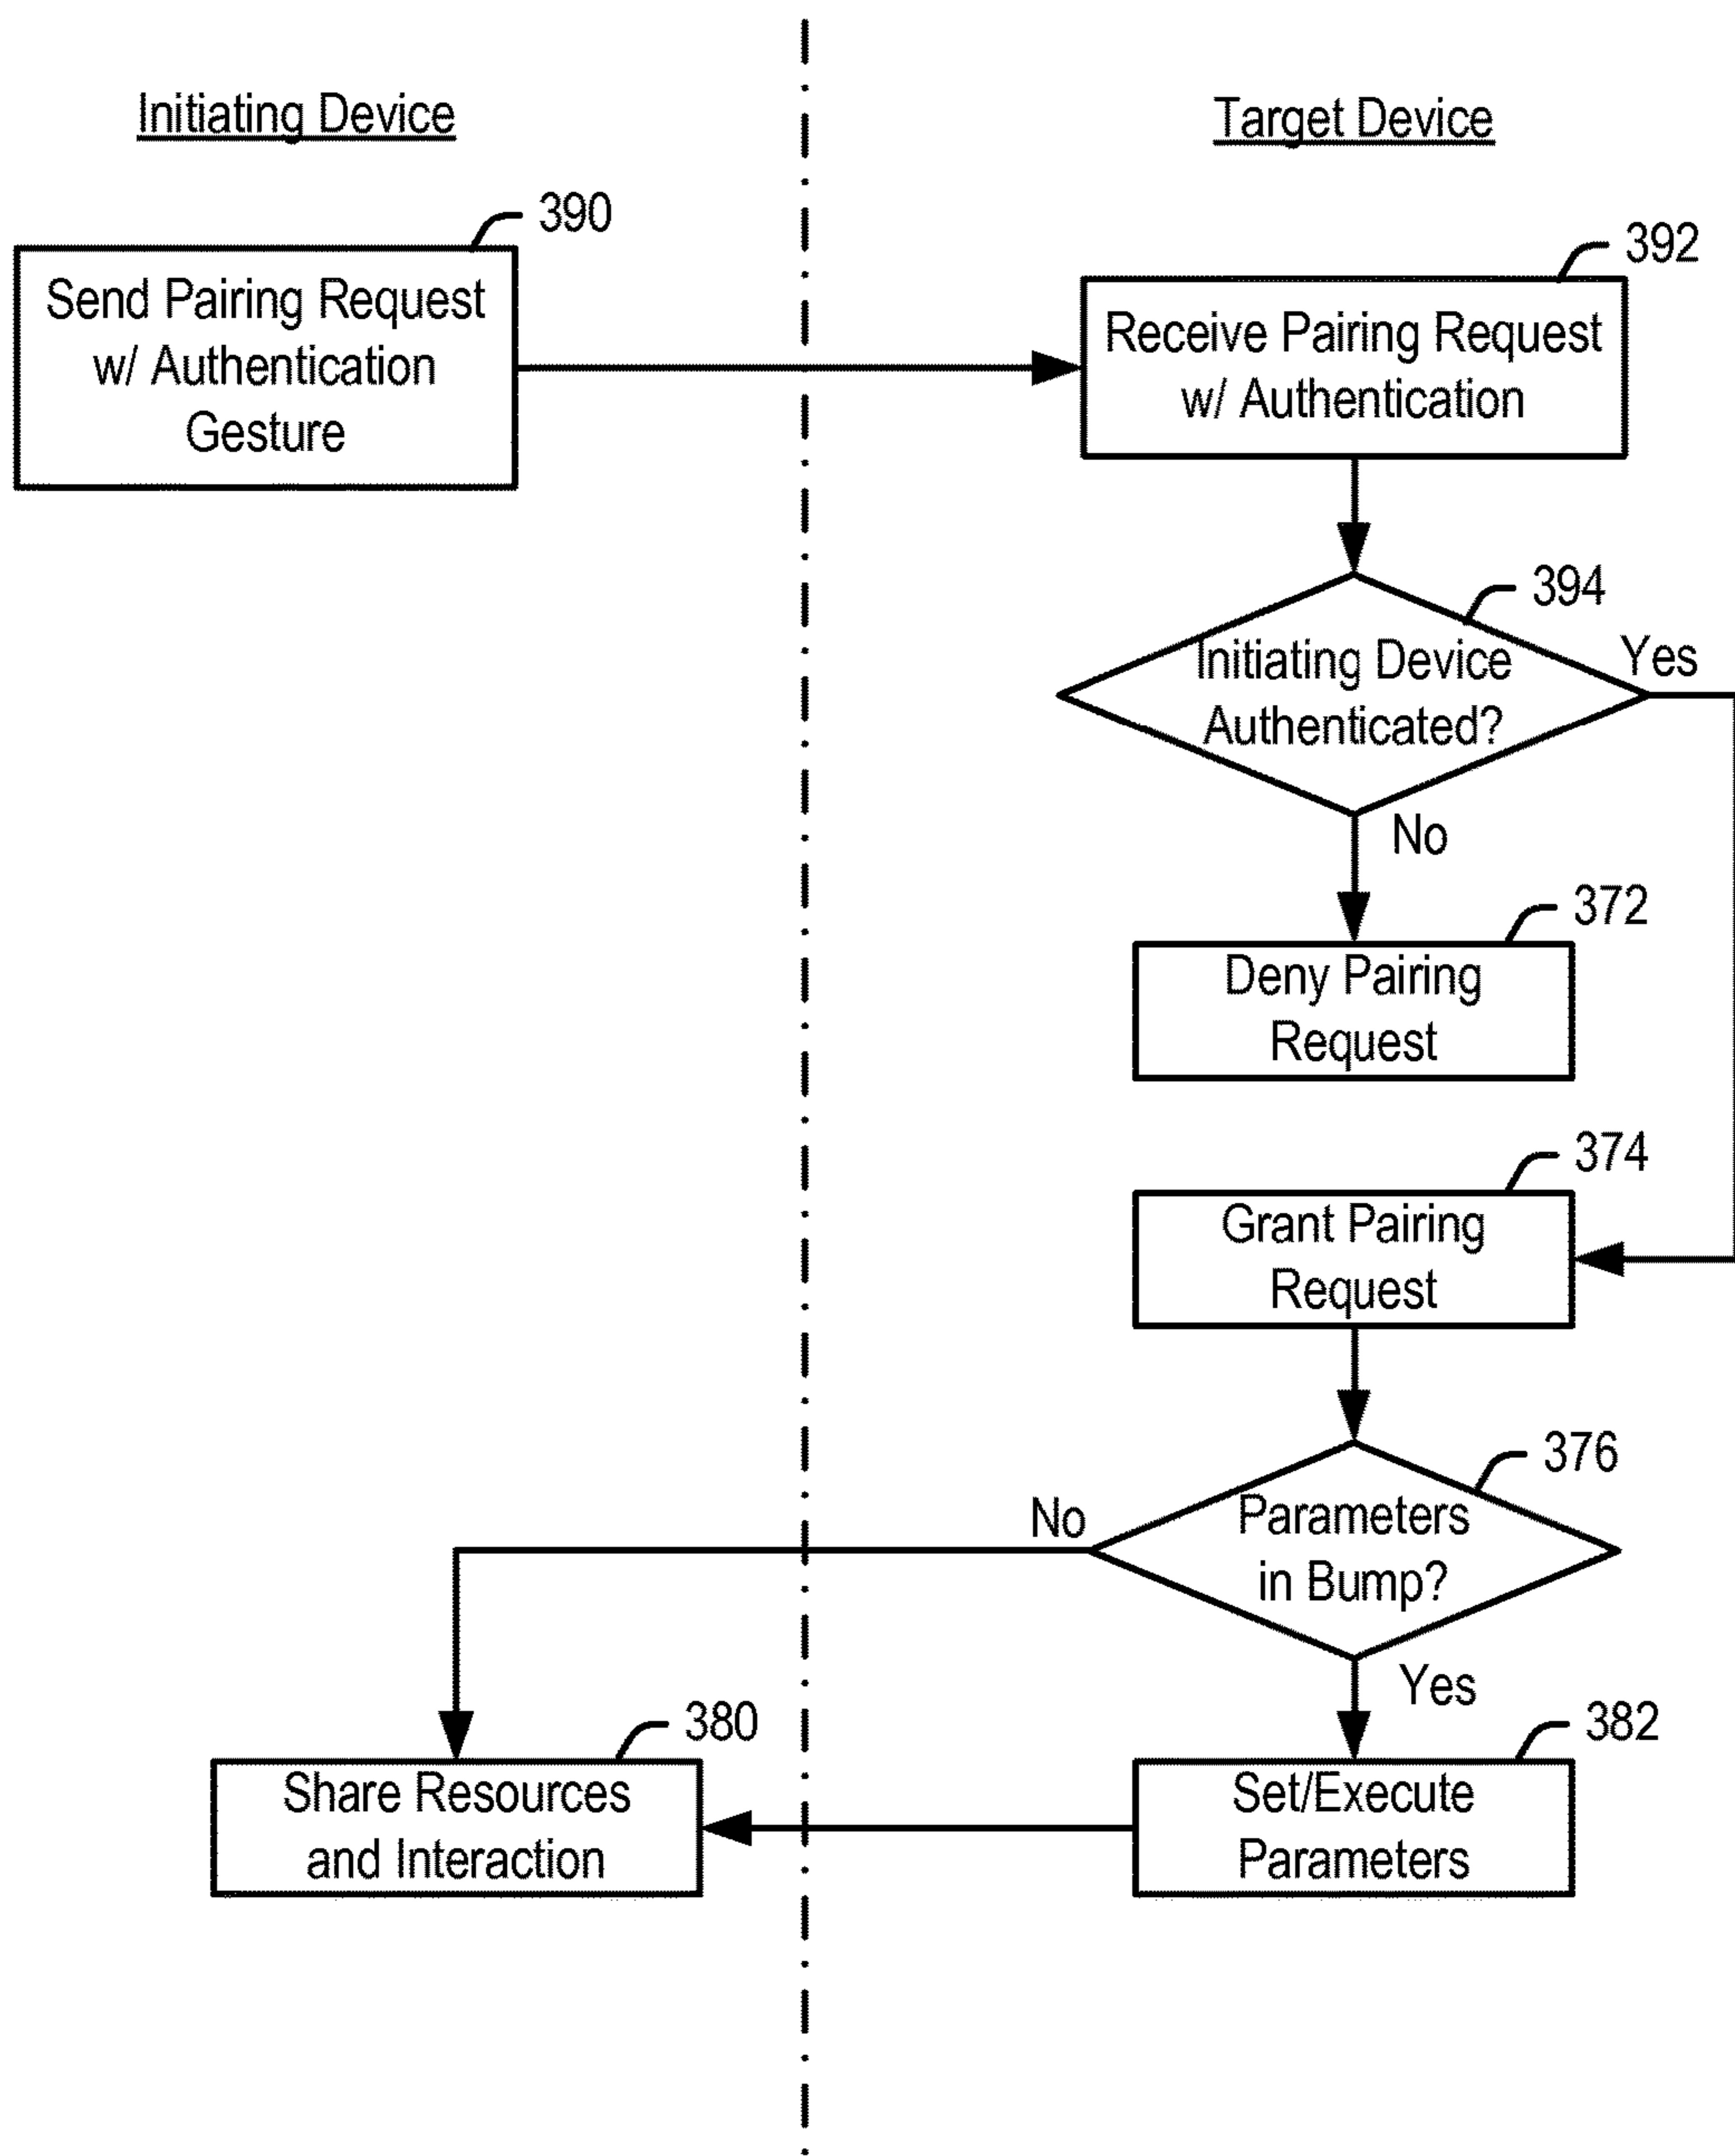 Initiating Device
Target Device
390
Send Pairing Request
w/ Authentication
Gesture
392
Receive Pairing Request
w/ Authentication
394
Initiating Device
Authenticated?
Yes
No
372
Deny Pairing
Request
374
Grant Pairing
Request
376
Parameters
in Bump?
No
Yes
380
Share Resources
and Interaction
382
Set/Execute
Parameters